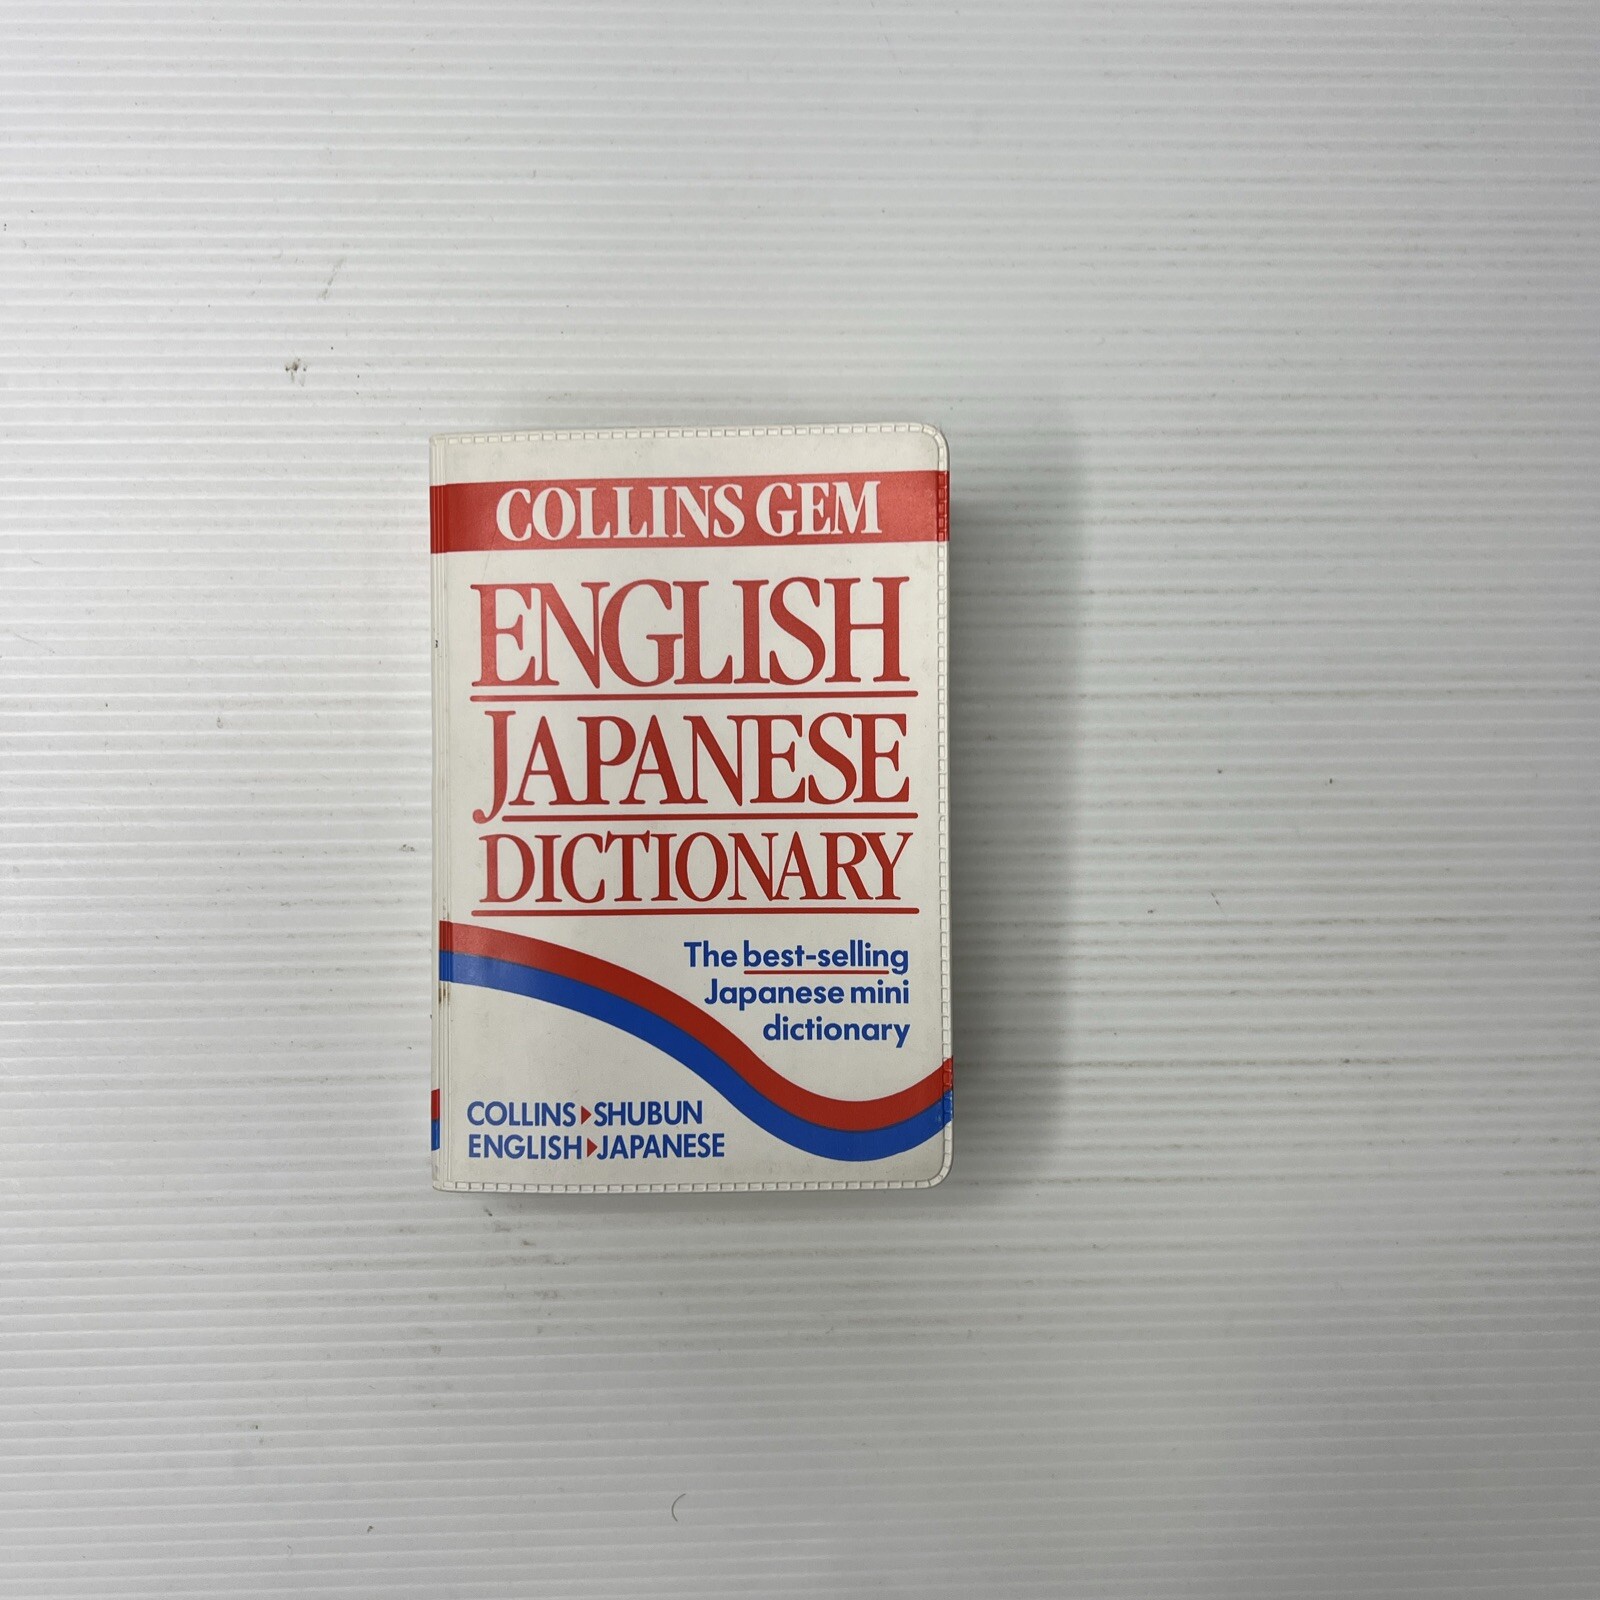 COLLINS GEM
ENGLISH
JAPANESE
DICTIONARY
The best-selling
Japanese mini
dictionary
COLLINS▶SHUBUN
ENGLISH▶JAPANESE